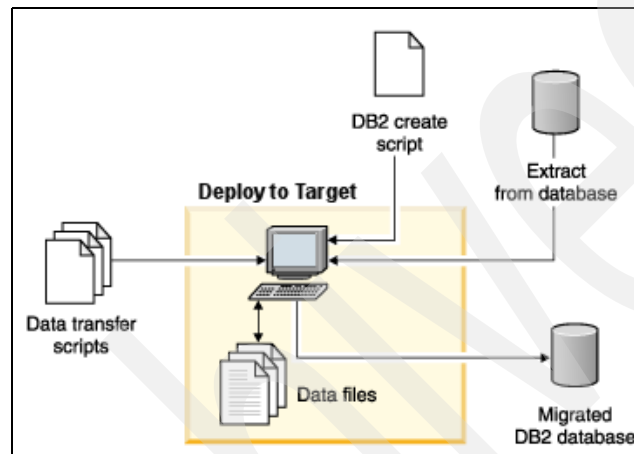 DB2 create
script
Extract
from database
Deploy to Target
Data transfer
scripts
Data files
Migrated
DB2 database